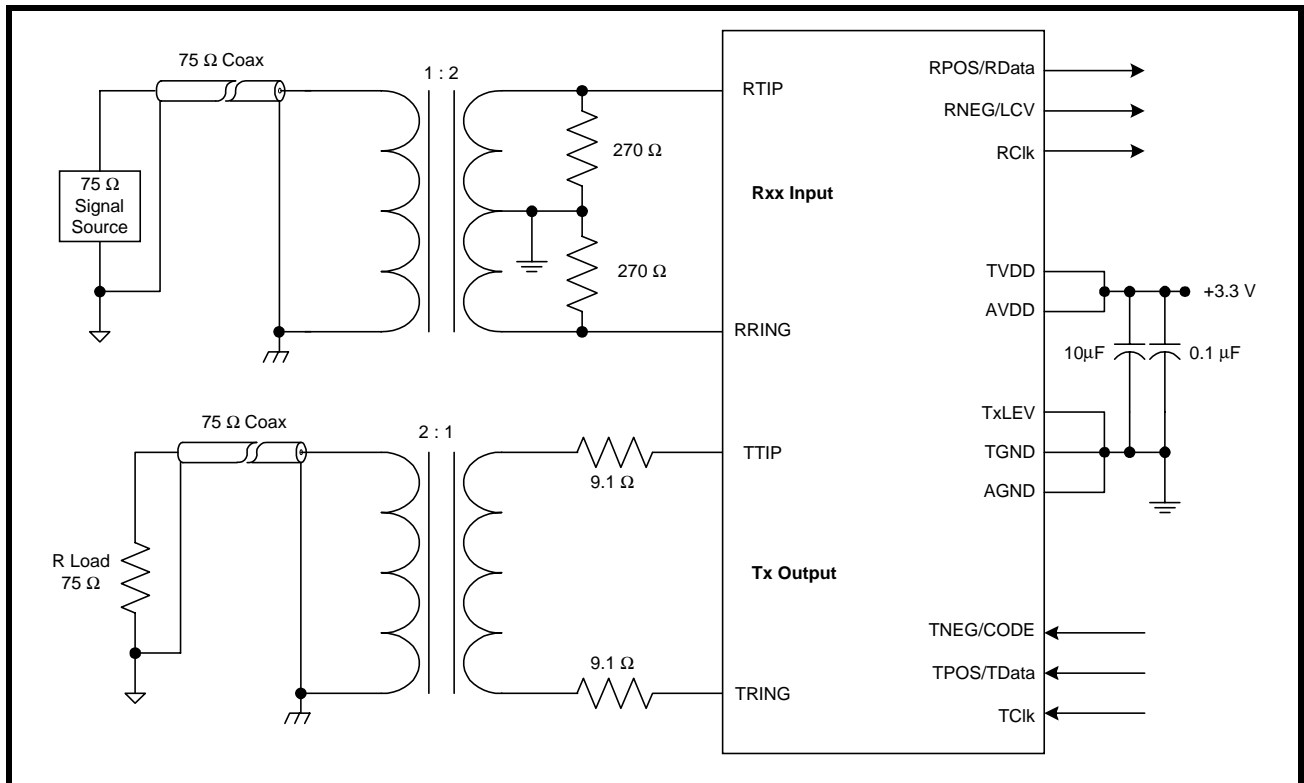 75 Ω Coax
1 : 2
RTIP
270 Ω
75 Ω
Signal
Source
Rxx Input
270 Ω
RRING
75 Ω Coax
2 : 1
TTIP
9.1 Ω
R Load
75 Ω
Tx Output
9.1 Ω
TRING
RPOS/RData
RNEG/LCV
RClk
TVDD
+3.3 V
AVDD
10µF
0.1 µF
TxLEV
TGND
AGND
TNEG/CODE
TPOS/TData
TClk